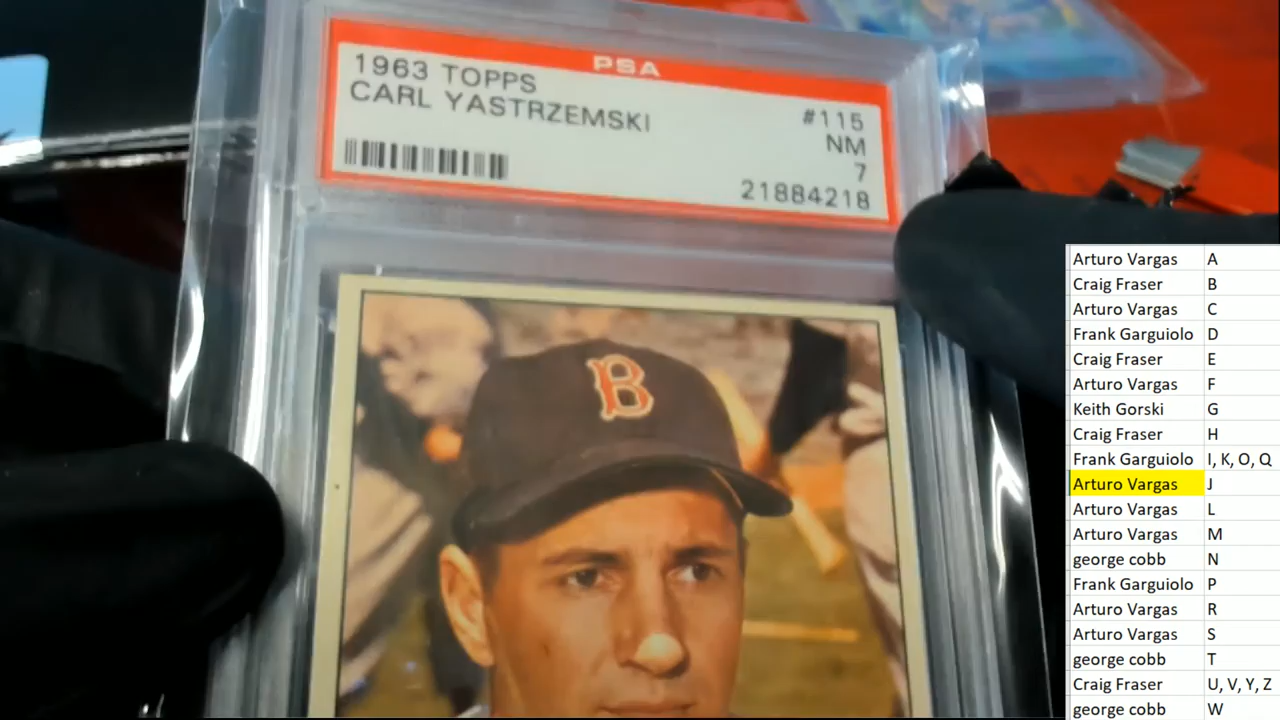 PSA
1963 TOPPS
CARL YASTRZEMSKI
#115
NM
7
21884218
B
Arturo Vargas A
Craig Fraser B
Arturo Vargas C
Frank Garguiolo D
Craig Fraser E
Arturo Vargas F
Keith Gorski G
Craig Fraser H
Frank Garguiolo I, K, O, Q
Arturo Vargas J
Arturo Vargas L
Arturo Vargas M
george cobb N
Frank Garguiolo P
Arturo Vargas R
Arturo Vargas S
george cobb T
Craig Fraser U, V, Y, Z
george cobb W